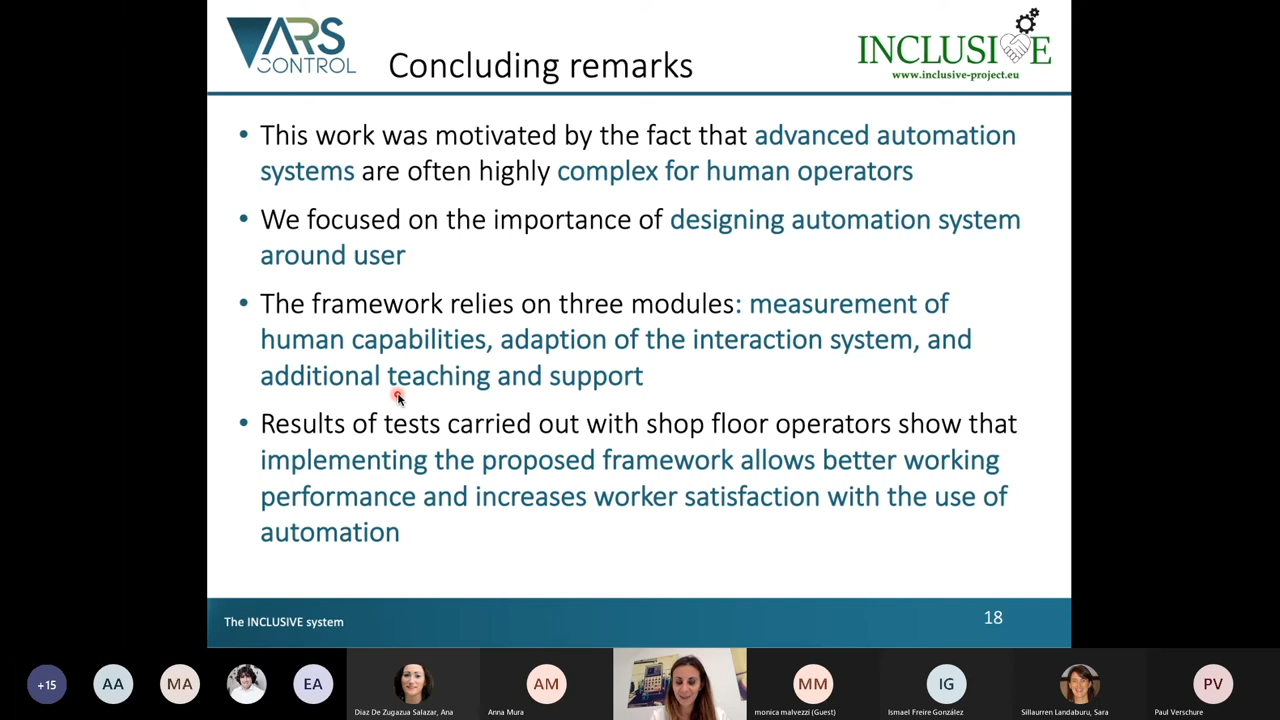 ARS
CONTROL
Concluding remarks
INCLUSIVE
www.inclusive-project.eu
• This work was motivated by the fact that advanced automation
systems are often highly complex for human operators
• We focused on the importance of designing automation system
around user
• The framework relies on three modules: measurement of
human capabilities, adaption of the interaction system, and
additional teaching and support
• Results of tests carried out with shop floor operators show that
implementing the proposed framework allows better working
performance and increases worker satisfaction with the use of
automation
The INCLUSIVE system
18
+15
AA
MA
EA
AM
MM
IG
PV
Diaz De Zugazua Salazar, Ana
Anna Mura
monica malvezzi (Guest)
Ismael Freire González
Sillaurren Landaburu, Sara
Paul Verschure